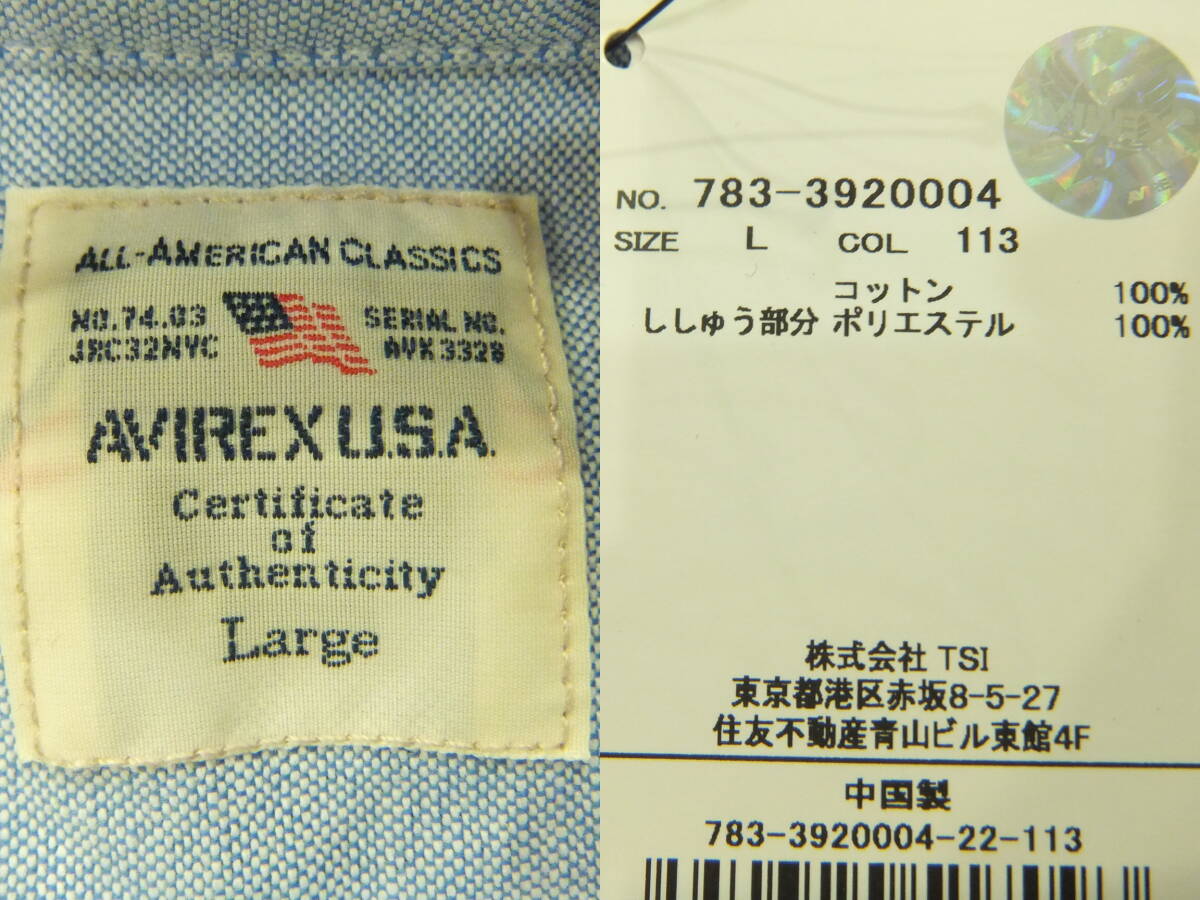 ALL-AMERICAN CLASSICS
NO.74.03
JRC32NYC
SERIAL NO.
AVK3328
AVIREX U.S.A.
Certificate
of
Authenticity
Large
AVIREX
NO. 783-3920004
SIZE L COL 113
コットン 100%
ししゅう部分 ポリエステル 100%
株式会社 TSI
東京都港区赤坂8-5-27
住友不動産青山ビル東館4F
中国製
783-3920004-22-113